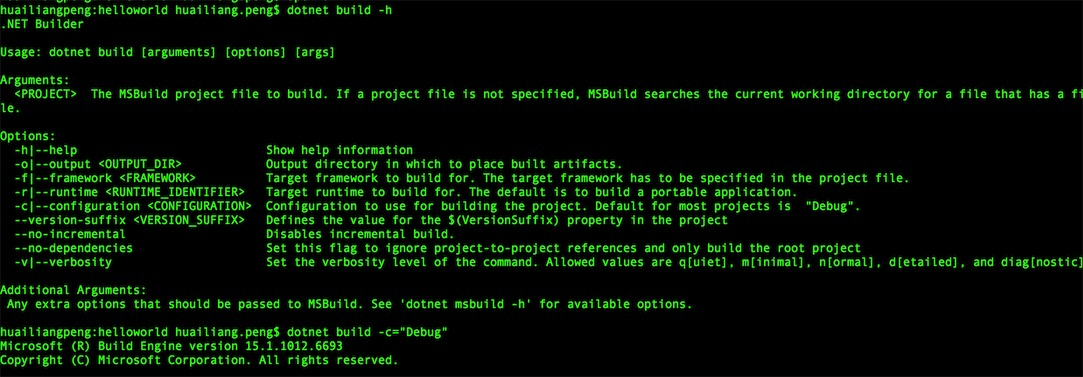 huailiangpeng:helloworld huailiang.peng$ dotnet build -h
.NET Builder
Usage: dotnet build [arguments] [options] [args]
Arguments:
  <PROJECT>  The MSBuild project file to build. If a project file is not specified, MSBuild searches the current working directory for a file that has a fi
le.
Options:
  -h|--help                           Show help information
  -o|--output <OUTPUT_DIR>            Output directory in which to place built artifacts.
  -f|--framework <FRAMEWORK>          Target framework to build for. The target framework has to be specified in the project file.
  -r|--runtime <RUNTIME_IDENTIFIER>   Target runtime to build for. The default is to build a portable application.
  -c|--configuration <CONFIGURATION>  Configuration to use for building the project. Default for most projects is  "Debug".
  --version-suffix <VERSION_SUFFIX>   Defines the value for the $(VersionSuffix) property in the project
  --no-incremental                    Disables incremental build.
  --no-dependencies                   Set this flag to ignore project-to-project references and only build the root project
  -v|--verbosity                      Set the verbosity level of the command. Allowed values are q[uiet], m[inimal], n[ormal], d[etailed], and diag[nostic]
Additional Arguments:
 Any extra options that should be passed to MSBuild. See 'dotnet msbuild -h' for available options.
huailiangpeng:helloworld huailiang.peng$ dotnet build -c="Debug"
Microsoft (R) Build Engine version 15.1.1012.6693
Copyright (C) Microsoft Corporation. All rights reserved.